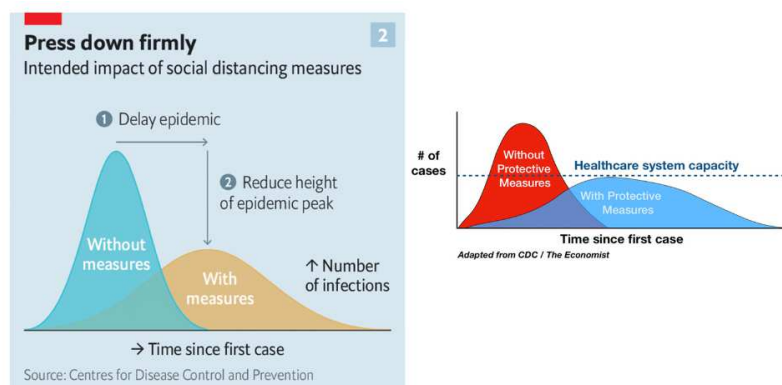 2
Press down firmly
Intended impact of social distancing measures
1 Delay epidemic
2 Reduce height
of epidemic peak
Without
measures
With
measures
↑ Number
of infections
→ Time since first case
Source: Centres for Disease Control and Prevention
# of
cases
Without
Protective
Measures
Healthcare system capacity
With Protective
Measures
Time since first case
Adapted from CDC / The Economist